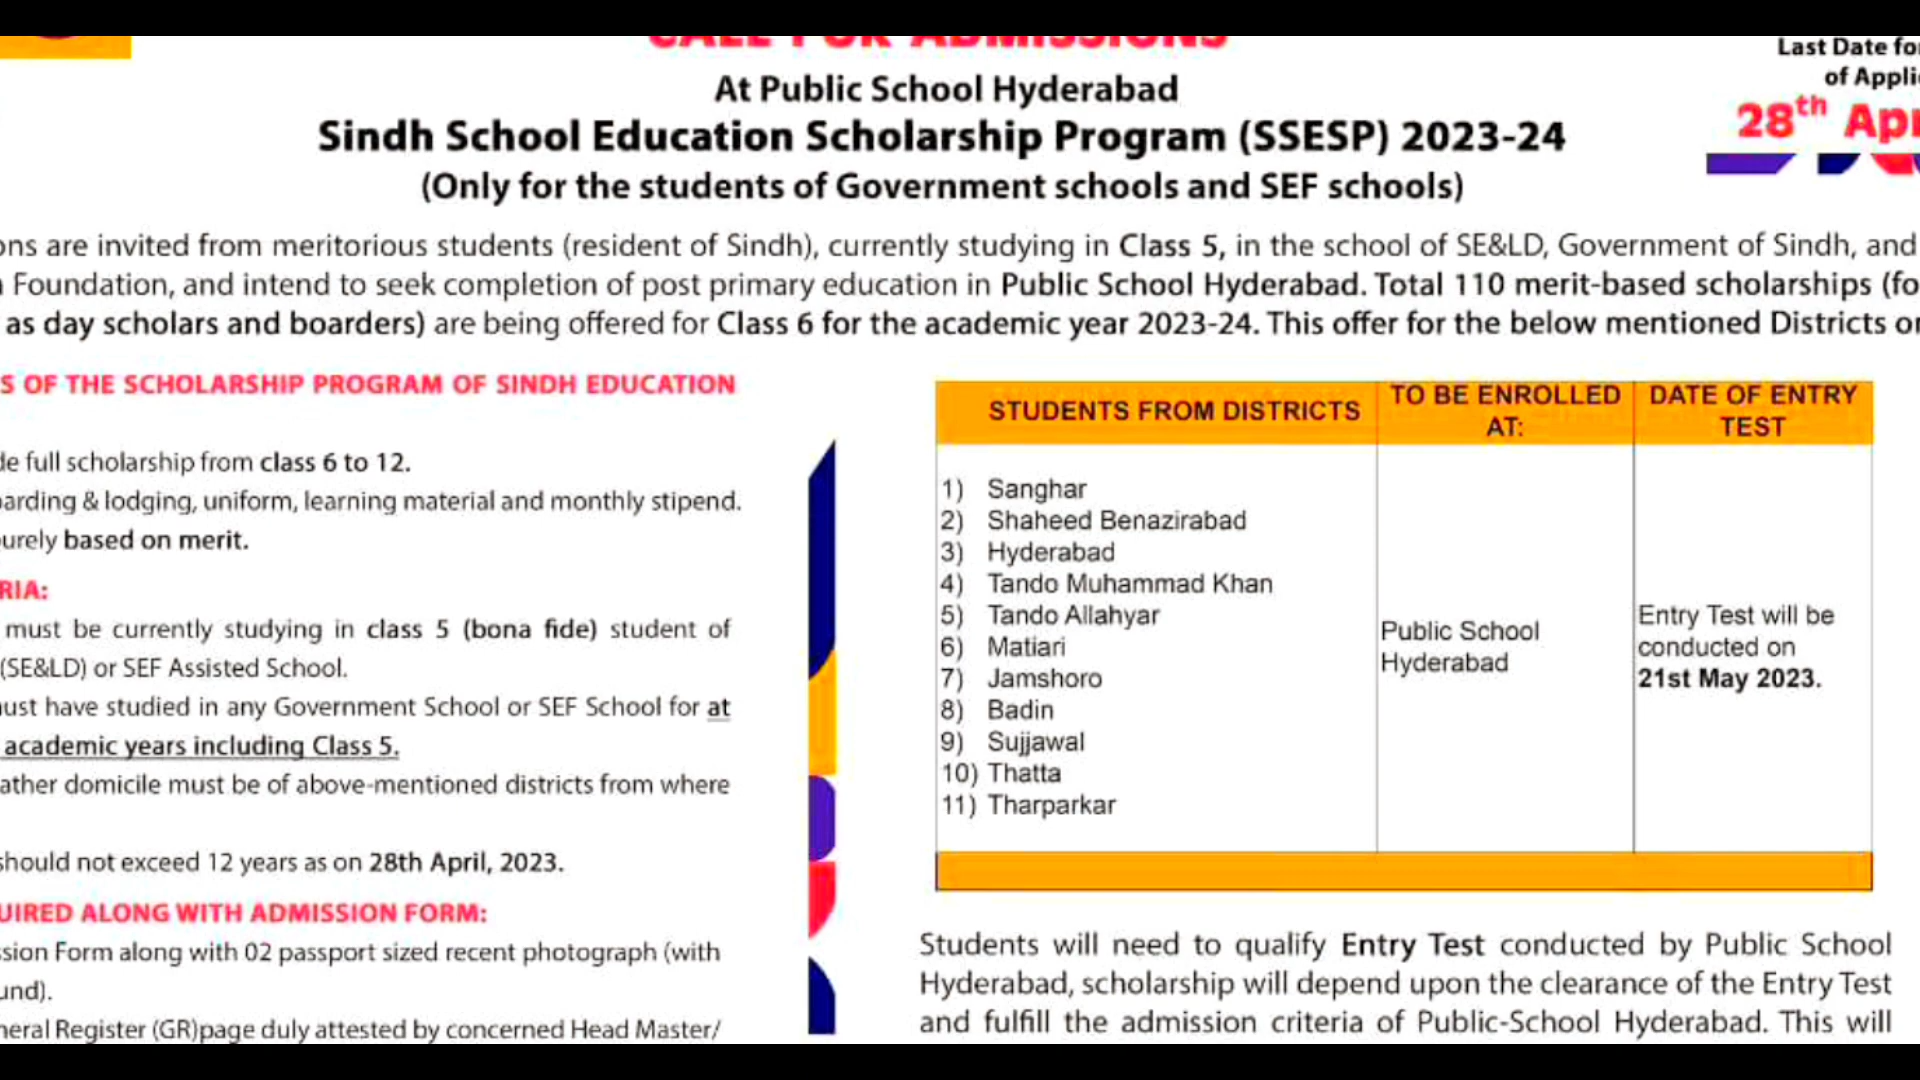 CALL FOR ADMISSIONS
At Public School Hyderabad
Sindh School Education Scholarship Program (SSESP) 2023-24
(Only for the students of Government schools and SEF schools)
Last Date for
of Appli
28th Apr
ons are invited from meritorious students (resident of Sindh), currently studying in Class 5, in the school of SE&LD, Government of Sindh, and
n Foundation, and intend to seek completion of post primary education in Public School Hyderabad. Total 110 merit-based scholarships (fo
as day scholars and boarders) are being offered for Class 6 for the academic year 2023-24. This offer for the below mentioned Districts on
S OF THE SCHOLARSHIP PROGRAM OF SINDH EDUCATION
de full scholarship from class 6 to 12.
arding & lodging, uniform, learning material and monthly stipend.
urely based on merit.
RIA:
must be currently studying in class 5 (bona fide) student of
(SE&LD) or SEF Assisted School.
ust have studied in any Government School or SEF School for at
academic years including Class 5.
ather domicile must be of above-mentioned districts from where
should not exceed 12 years as on 28th April, 2023.
UIRED ALONG WITH ADMISSION FORM:
ssion Form along with 02 passport sized recent photograph (with
und).
neral Register (GR)page duly attested by concerned Head Master/
STUDENTS FROM DISTRICTS
TO BE ENROLLED
AT:
DATE OF ENTRY
TEST
1) Sanghar
2) Shaheed Benazirabad
3) Hyderabad
4) Tando Muhammad Khan
5) Tando Allahyar
6) Matiari
7) Jamshoro
8) Badin
9) Sujjawal
10) Thatta
11) Tharparkar
Public School
Hyderabad
Entry Test will be
conducted on
21st May 2023.
Students will need to qualify Entry Test conducted by Public School
Hyderabad, scholarship will depend upon the clearance of the Entry Test
and fulfill the admission criteria of Public-School Hyderabad. This will